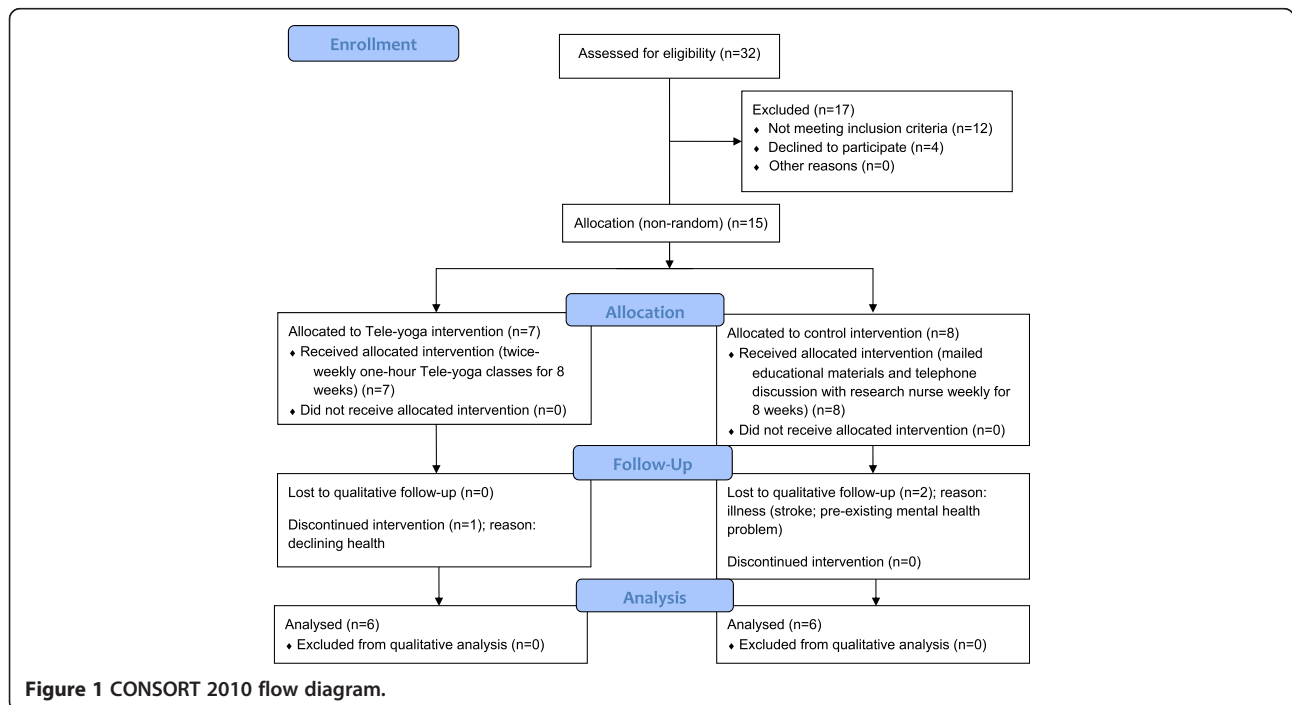 Enrollment
Assessed for eligibility (n=32)
Excluded (n=17)
♦ Not meeting inclusion criteria (n=12)
♦ Declined to participate (n=4)
♦ Other reasons (n=0)
Allocation (non-random) (n=15)
Allocation
Allocated to Tele-yoga intervention (n=7)
♦ Received allocated intervention (twice-
weekly one-hour Tele-yoga classes for 8
weeks) (n=7)
♦ Did not receive allocated intervention (n=0)
Allocated to control intervention (n=8)
♦ Received allocated intervention (mailed
educational materials and telephone
discussion with research nurse weekly for
8 weeks) (n=8)
♦ Did not receive allocated intervention (n=0)
Follow-Up
Lost to qualitative follow-up (n=0)
Discontinued intervention (n=1); reason:
declining health
Lost to qualitative follow-up (n=2); reason:
illness (stroke; pre-existing mental health
problem)
Discontinued intervention (n=0)
Analysis
Analysed (n=6)
♦ Excluded from qualitative analysis (n=0)
Analysed (n=6)
♦ Excluded from qualitative analysis (n=0)
Figure 1 CONSORT 2010 flow diagram.